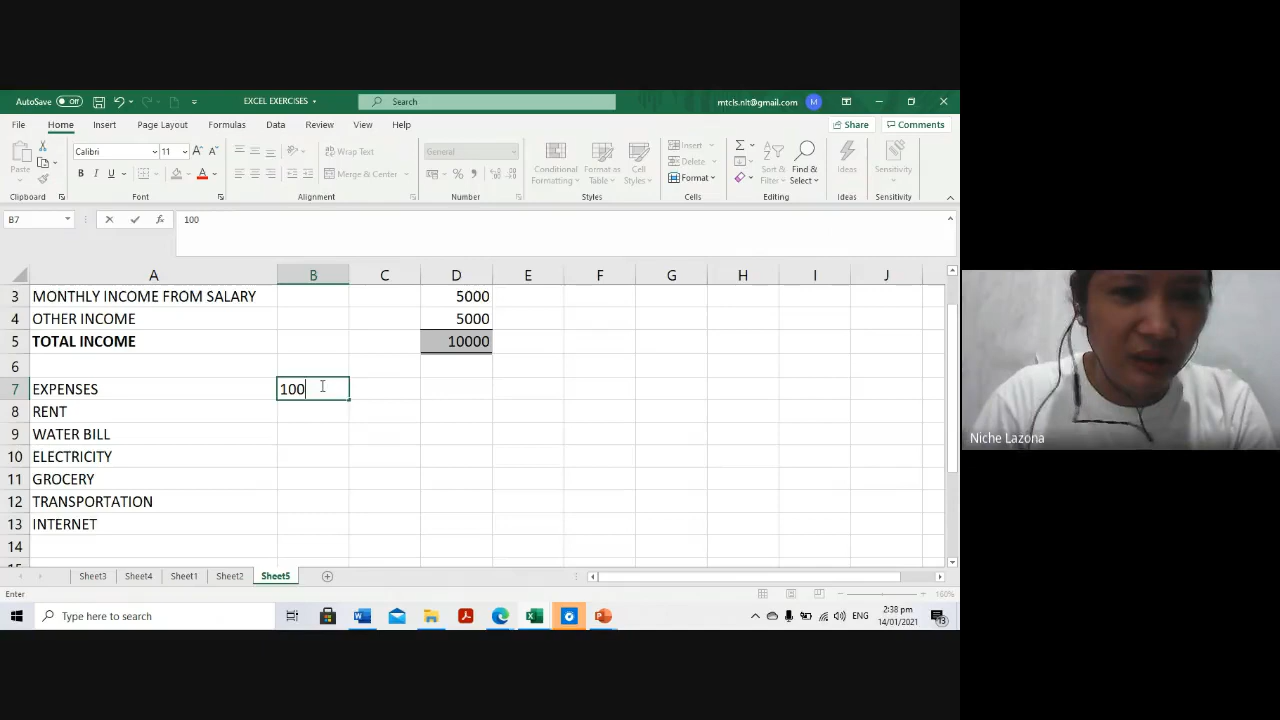 AutoSave Off
EXCEL EXERCISES
Search
mtcls.nlt@gmail.com M
File Home Insert Page Layout Formulas Data Review View Help
Share Comments
Paste
Calibri 11
B I U A
Wrap Text
Merge & Center
General
Conditional Formatting
Format as Table
Cell Styles
Insert
Delete
Format
Sort & Filter
Find & Select
Ideas
Sensitivity
Clipboard Font Alignment Number Styles Cells Editing Ideas Sensitivity
B7 fx 100
A B C D E F G H I J
3 MONTHLY INCOME FROM SALARY 5000
4 OTHER INCOME 5000
5 TOTAL INCOME 10000
6
7 EXPENSES 100
8 RENT
9 WATER BILL
10 ELECTRICITY
11 GROCERY
12 TRANSPORTATION
13 INTERNET
14
Sheet3 Sheet4 Sheet1 Sheet2 Sheet5
Enter
160%
Type here to search
ENG
2:38 pm
14/01/2021
Niche Lazona